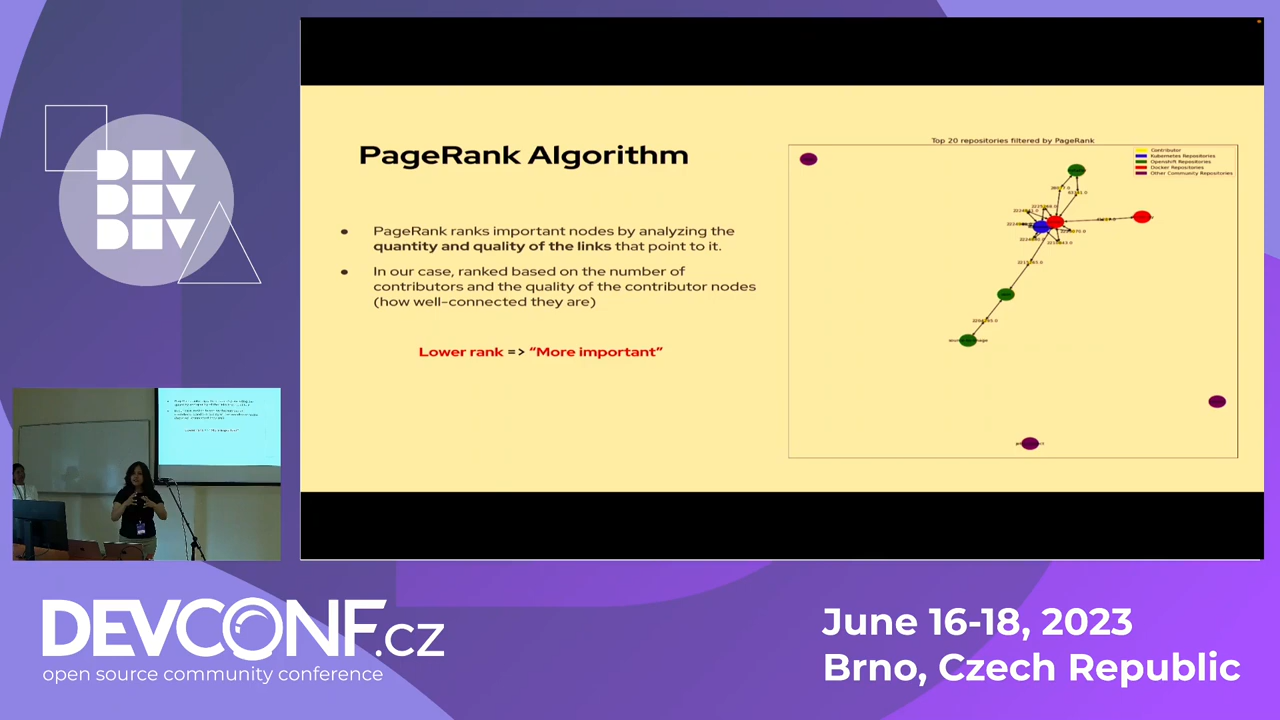 DEV
DEV
DEV
PageRank Algorithm
● PageRank ranks important nodes by analyzing the
quantity and quality of the links that point to it.
● In our case, ranked based on the number of
contributors and the quality of the contributor nodes
(how well-connected they are)
Lower rank => “More important”
Top 20 repositories filtered by PageRank
Contributor
Kubernetes Repositories
Openshift Repositories
Docker Repositories
Other Community Repositories
DEVCONF.cz
open source community conference
June 16-18, 2023
Brno, Czech Republic